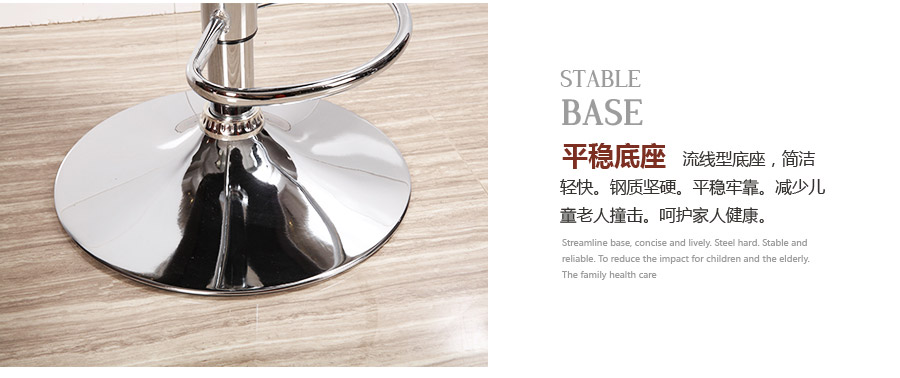 STABLE
BASE
平稳底座 流线型底座，简洁
轻快。钢质坚硬。平稳牢靠。减少儿
童老人撞击。呵护家人健康。
Streamline base, concise and lively. Steel hard. Stable and
reliable. To reduce the impact for children and the elderly.
The family health care